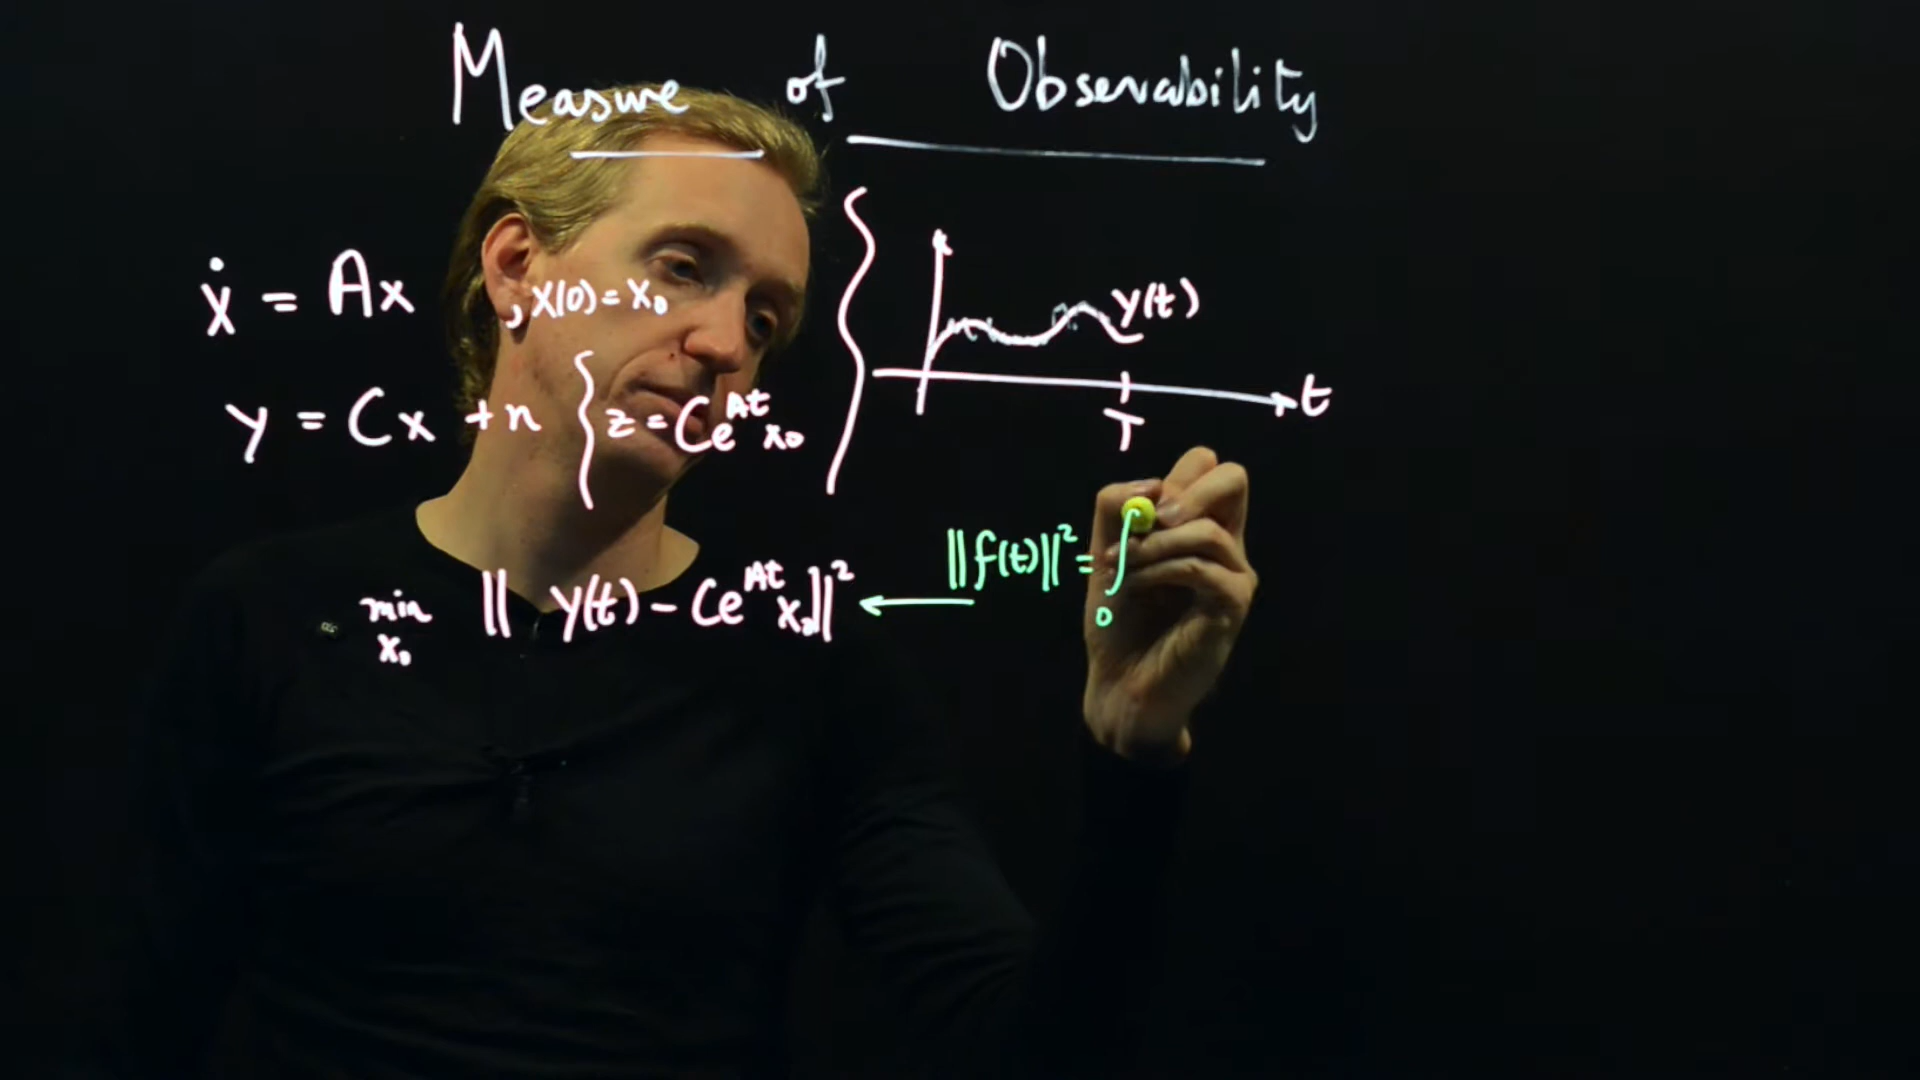 Measure of Observability
ẋ = Ax , x(0) = x₀
y = Cx + n { z = Ce^{At} x₀
y(t)
t
T
‖f(t)‖² = ∫₀
min x₀ ‖ y(t) − Ce^{At} x₀‖² ←